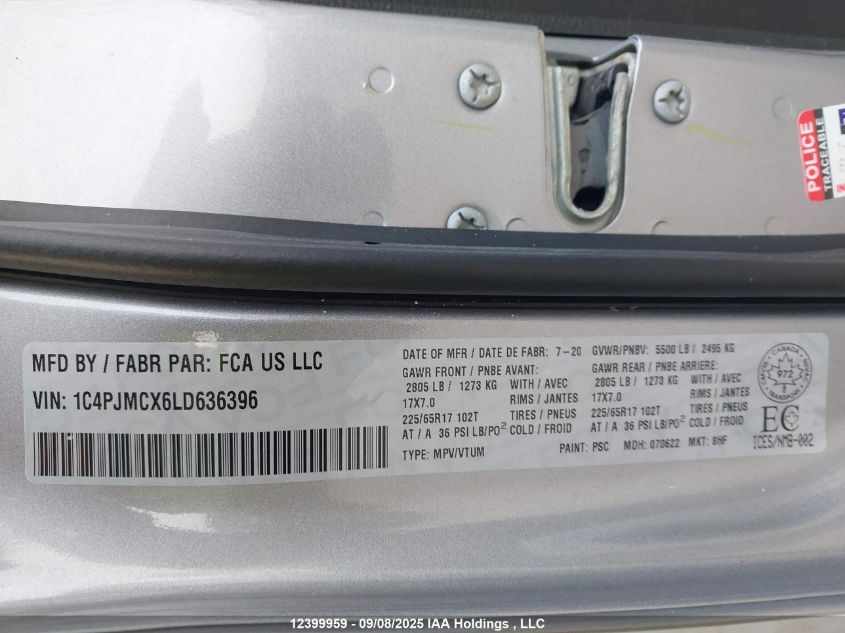 POLICE
TRACEABLE
MFD BY / FABR PAR: FCA US LLC
VIN: 1C4PJMCX6LD636396
DATE OF MFR / DATE DE FABR: 7-20
GVWR/PNBV: 5500 LB / 2495 KG
GAWR FRONT / PNBE AVANT:
2805 LB / 1273 KG WITH / AVEC
17X7.0 RIMS / JANTES
225/65R17 102T TIRES / PNEUS
AT / A 36 PSI LB/PO² COLD / FROID
TYPE: MPV/VTUM
GAWR REAR / PNBE ARRIERE:
2805 LB / 1273 KG WITH / AVEC
17X7.0 RIMS / JANTES
225/65R17 102T TIRES / PNEUS
AT / A 36 PSI LB/PO² COLD / FROID
PAINT: PSC MDH: 070622 MKT: 8HF
CANADA
CMVSS
972
NSVAC
TRANSPORT
EC
ICES/NMB-002
12399959 - 09/08/2025 IAA Holdings , LLC